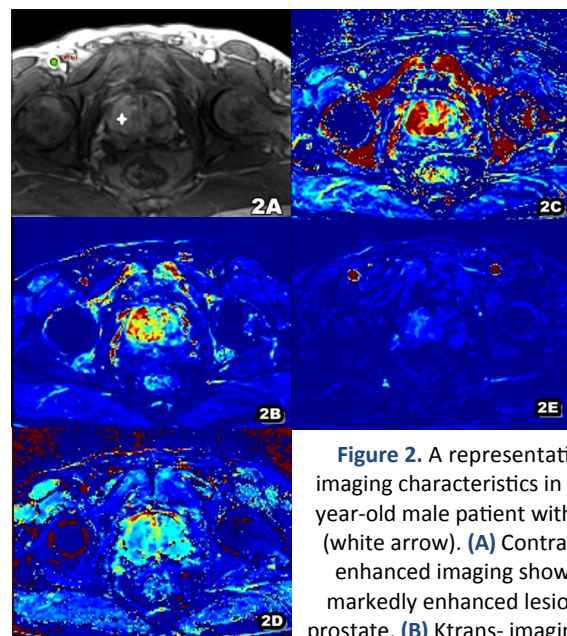 2A
2C
2B
2E
2D
Figure 2. A representati
imaging characteristics in
year-old male patient with
(white arrow). (A) Contra
enhanced imaging show
markedly enhanced lesio
prostate. (B) Ktrans- imagin